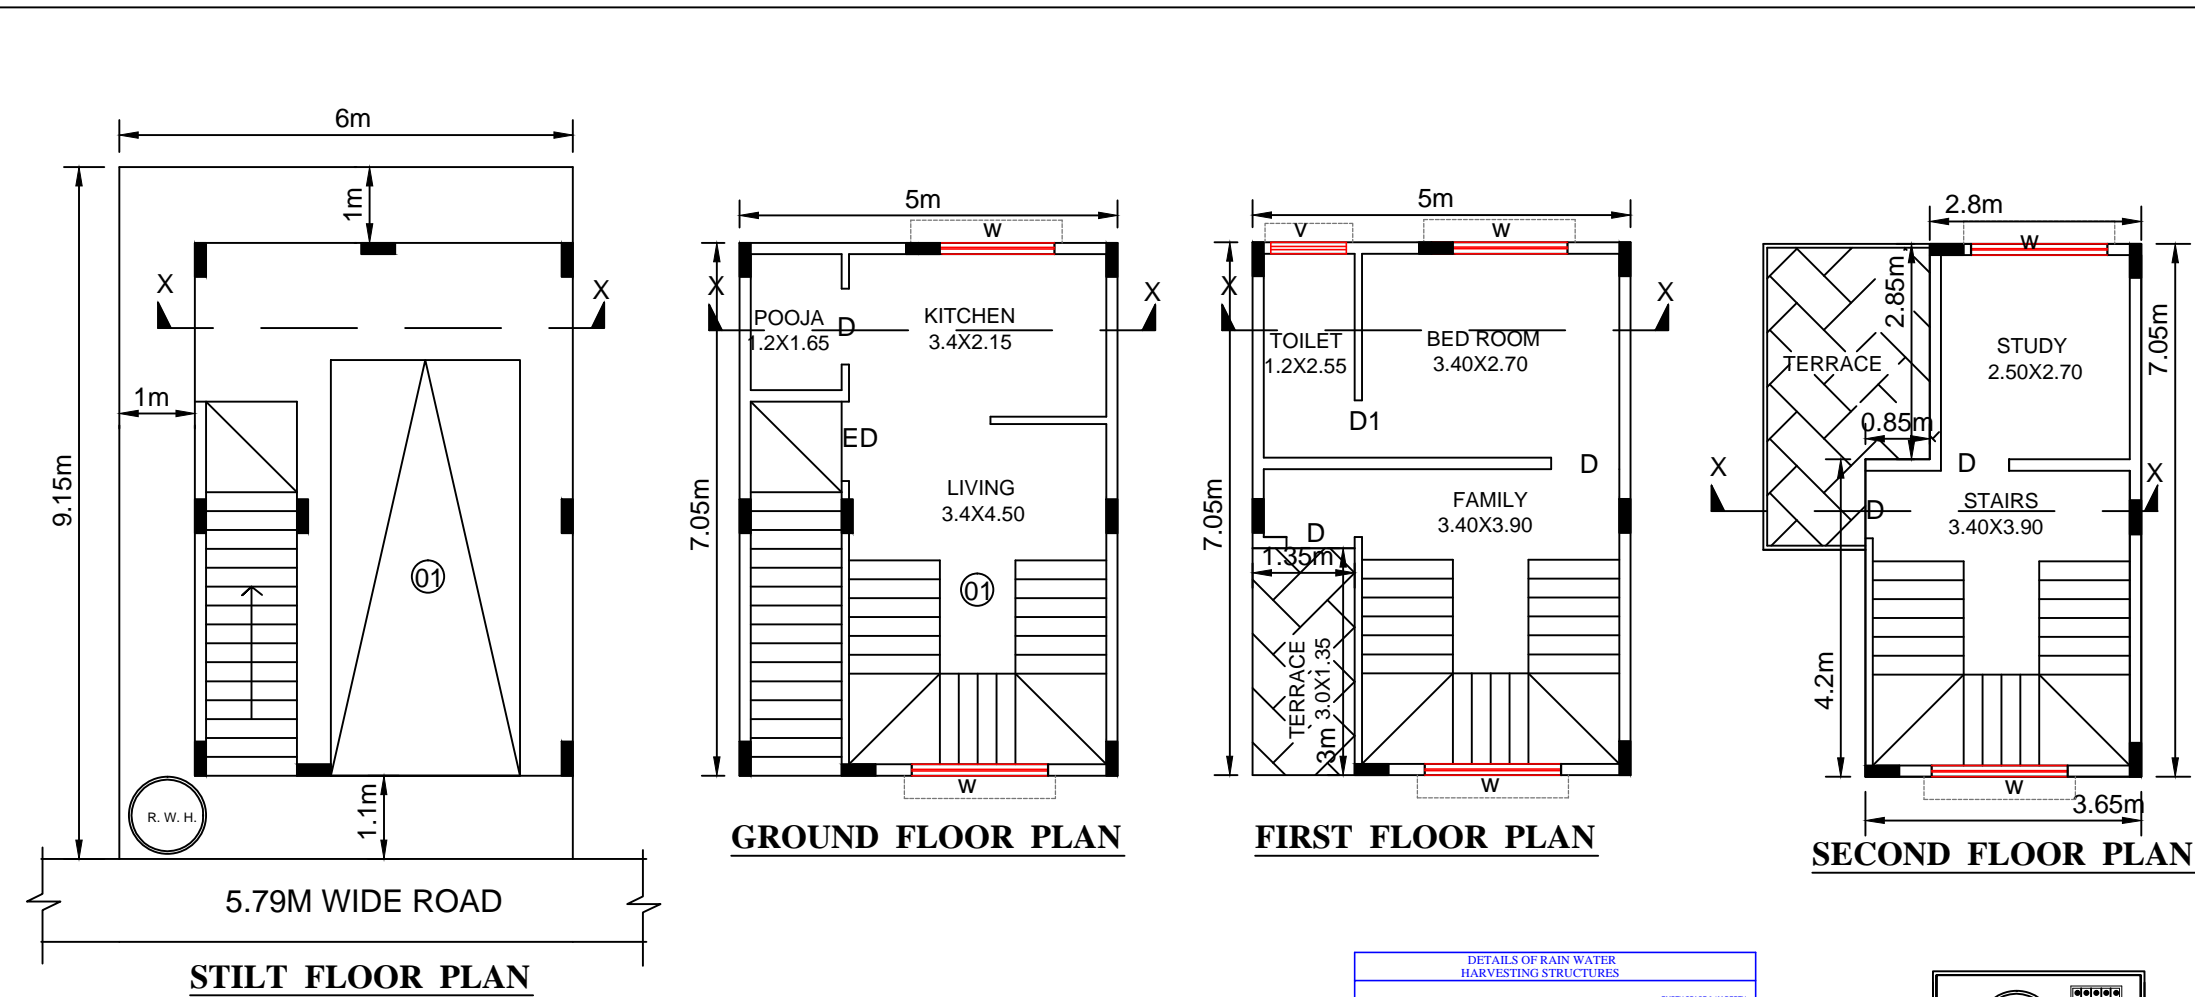 6m
1m
9.15m
X
X
1m
01
R. W. H.
1.1m
5.79M WIDE ROAD
STILT FLOOR PLAN
5m
W
X
X
POOJA
1.2X1.65
D
KITCHEN
3.4X2.15
ED
7.05m
LIVING
3.4X4.50
01
W
GROUND FLOOR PLAN
5m
V
W
X
X
TOILET
1.2X2.55
BED ROOM
3.40X2.70
D1
D
7.05m
FAMILY
3.40X3.90
D
1.35m
TERRACE
3.0X1.35
3m
W
FIRST FLOOR PLAN
2.8m
W
2.85m
7.05m
STUDY
2.50X2.70
TERRACE
0.85m
D
X
X
STAIRS
3.40X3.90
D
4.2m
W
3.65m
SECOND FLOOR PLAN
DETAILS OF RAIN WATER
HARVESTING STRUCTURES